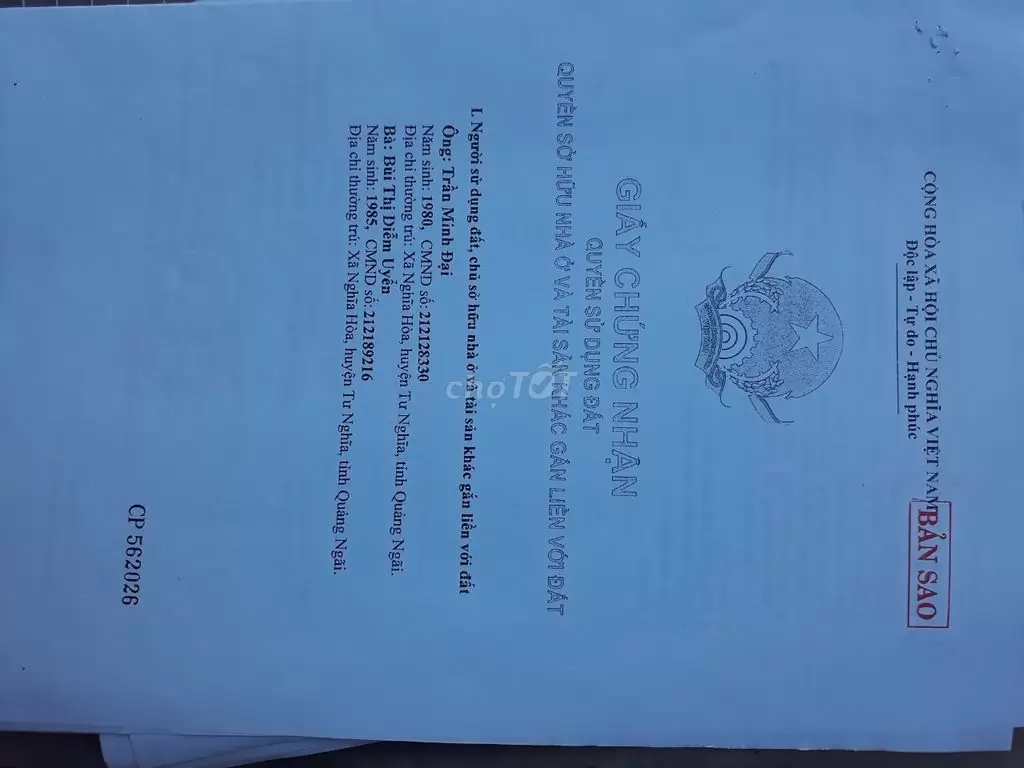 CỘNG HÒA XÃ HỘI CHỦ NGHĨA VIỆT NAM
BẢN SAO
Độc lập - Tự do - Hạnh phúc
GIẤY CHỨNG NHẬN
QUYỀN SỬ DỤNG ĐẤT
QUYỀN SỞ HỮU NHÀ Ở VÀ TÀI SẢN KHÁC GẮN LIỀN VỚI ĐẤT
I. Người sử dụng đất, chủ sở hữu nhà ở và tài sản khác gắn liền với đất
Ông: Trần Minh Đại
Năm sinh: 1980, CMND số: 212128330
Địa chỉ thường trú: Xã Nghĩa Hòa, huyện Tư Nghĩa, tỉnh Quảng Ngãi.
Bà: Bùi Thị Diễm Uyên
Năm sinh: 1985, CMND số: 212189216
Địa chỉ thường trú: Xã Nghĩa Hòa, huyện Tư Nghĩa, tỉnh Quảng Ngãi.
CP 562026
chợTỐT